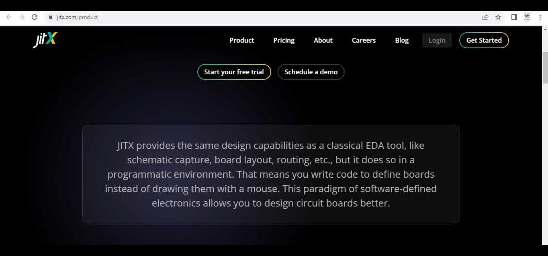 jitx.com/product
jitX
Product Pricing About Careers Blog Login Get Started
Start your free trial Schedule a demo
JITX provides the same design capabilities as a classical EDA tool, like
schematic capture, board layout, routing, etc., but it does so in a
programmatic environment. That means you write code to define boards
instead of drawing them with a mouse. This paradigm of software-defined
electronics allows you to design circuit boards better.